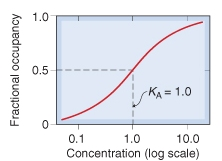 1.0
0.5
0
Fractional occupancy
K_A = 1.0
0.1 1.0 10.0
Concentration (log scale)